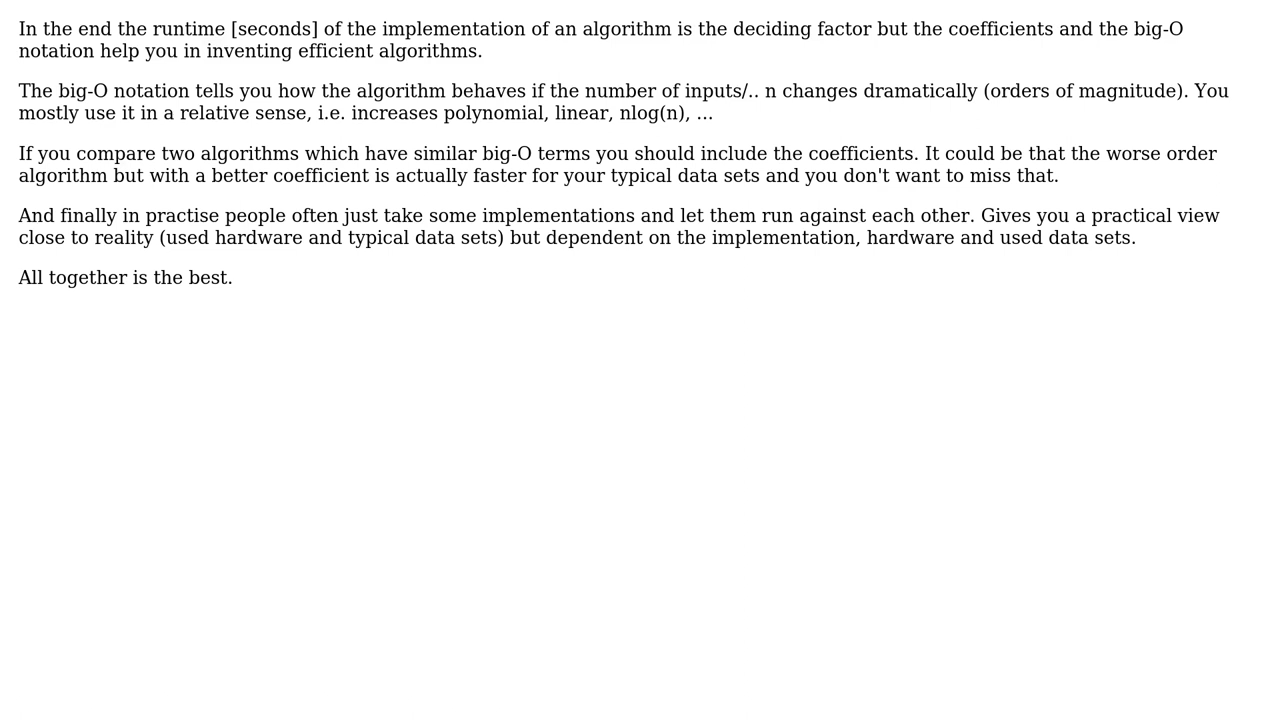 In the end the runtime [seconds] of the implementation of an algorithm is the deciding factor but the coefficients and the big-O
notation help you in inventing efficient algorithms.
The big-O notation tells you how the algorithm behaves if the number of inputs/.. n changes dramatically (orders of magnitude). You
mostly use it in a relative sense, i.e. increases polynomial, linear, nlog(n), ...
If you compare two algorithms which have similar big-O terms you should include the coefficients. It could be that the worse order
algorithm but with a better coefficient is actually faster for your typical data sets and you don't want to miss that.
And finally in practise people often just take some implementations and let them run against each other. Gives you a practical view
close to reality (used hardware and typical data sets) but dependent on the implementation, hardware and used data sets.
All together is the best.